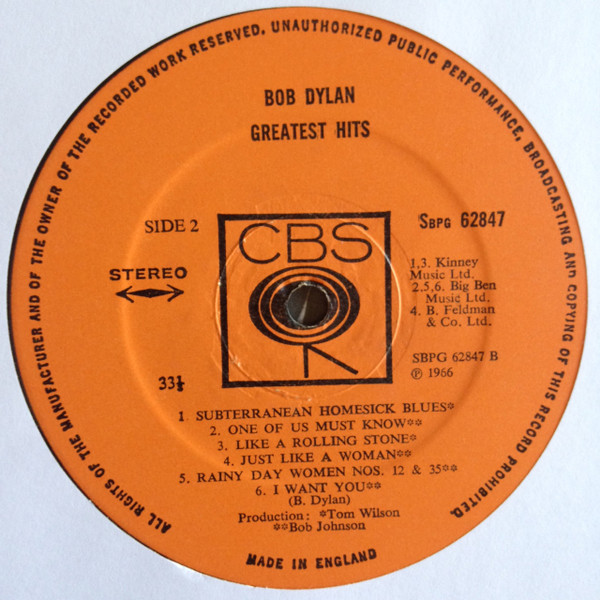 ALL RIGHTS OF THE MANUFACTURER AND OF THE OWNER OF THE RECORDED WORK RESERVED. UNAUTHORIZED PUBLIC PERFORMANCE, BROADCASTING AND COPYING OF THIS RECORD PROHIBITED.
BOB DYLAN
GREATEST HITS
SIDE 2
CBS
SBPG 62847
STEREO
1,3. Kinney
Music Ltd.
2.5,6. Big Ben
Music Ltd.
4. B. Feldman
& Co. Ltd.
33⅓
SBPG 62847 B
℗ 1966
1. SUBTERRANEAN HOMESICK BLUES*
2. ONE OF US MUST KNOW**
3. LIKE A ROLLING STONE*
4. JUST LIKE A WOMAN**
5. RAINY DAY WOMEN NOS. 12 & 35**
6. I WANT YOU**
(B. Dylan)
Production: *Tom Wilson
**Bob Johnson
MADE IN ENGLAND